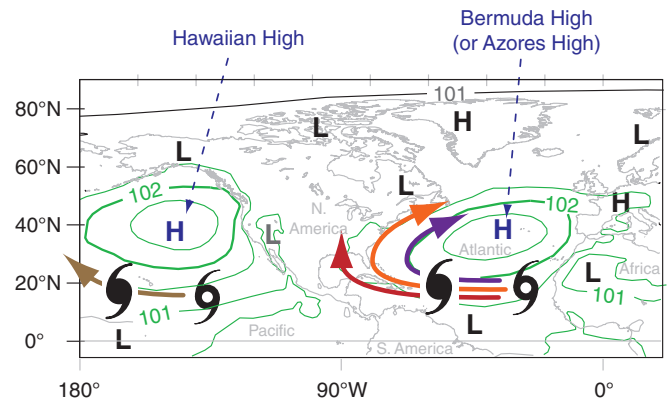 Bermuda High
(or Azores High)
Hawaiian High
101
80°N
H
L
L
L
60°N
L
102
H
102
N.
America
40°N
H
L
H
Atlantic
L
Africa
20°N
101
101
L
Pacific
0°
L
S. America
180°
90°W
0°